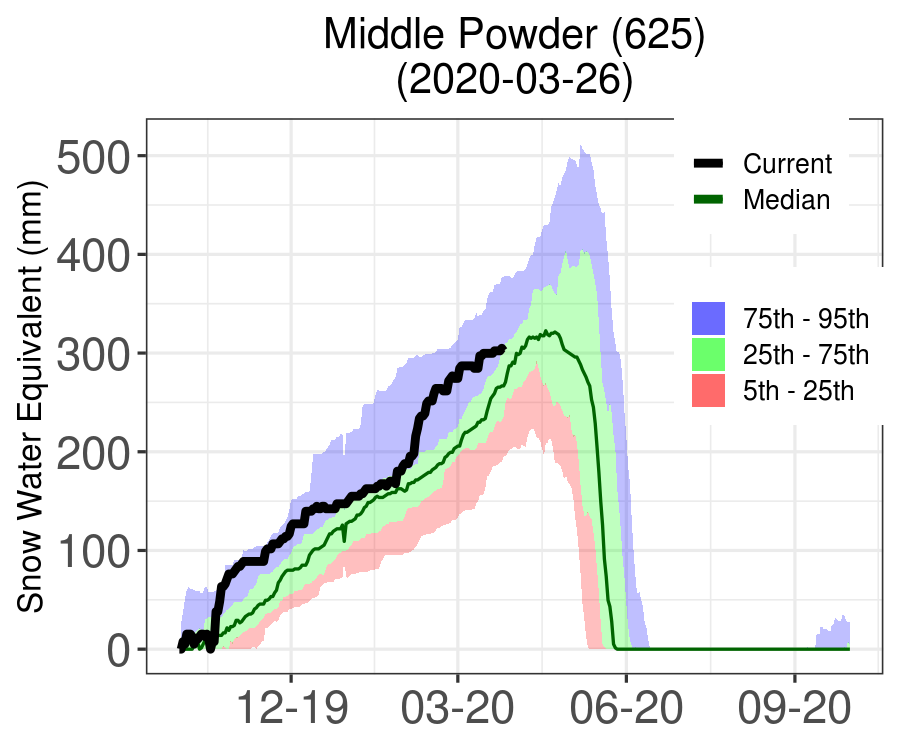 Middle Powder (625)
(2020-03-26)
Snow Water Equivalent (mm)
500
400
300
200
100
0
12-19
03-20
06-20
09-20
Current
Median
75th - 95th
25th - 75th
5th - 25th